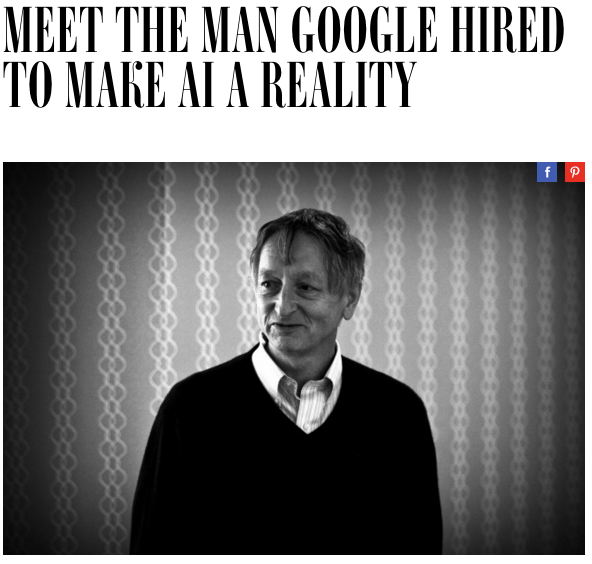 MEET THE MAN GOOGLE HIRED
TO MAKE AI A REALITY